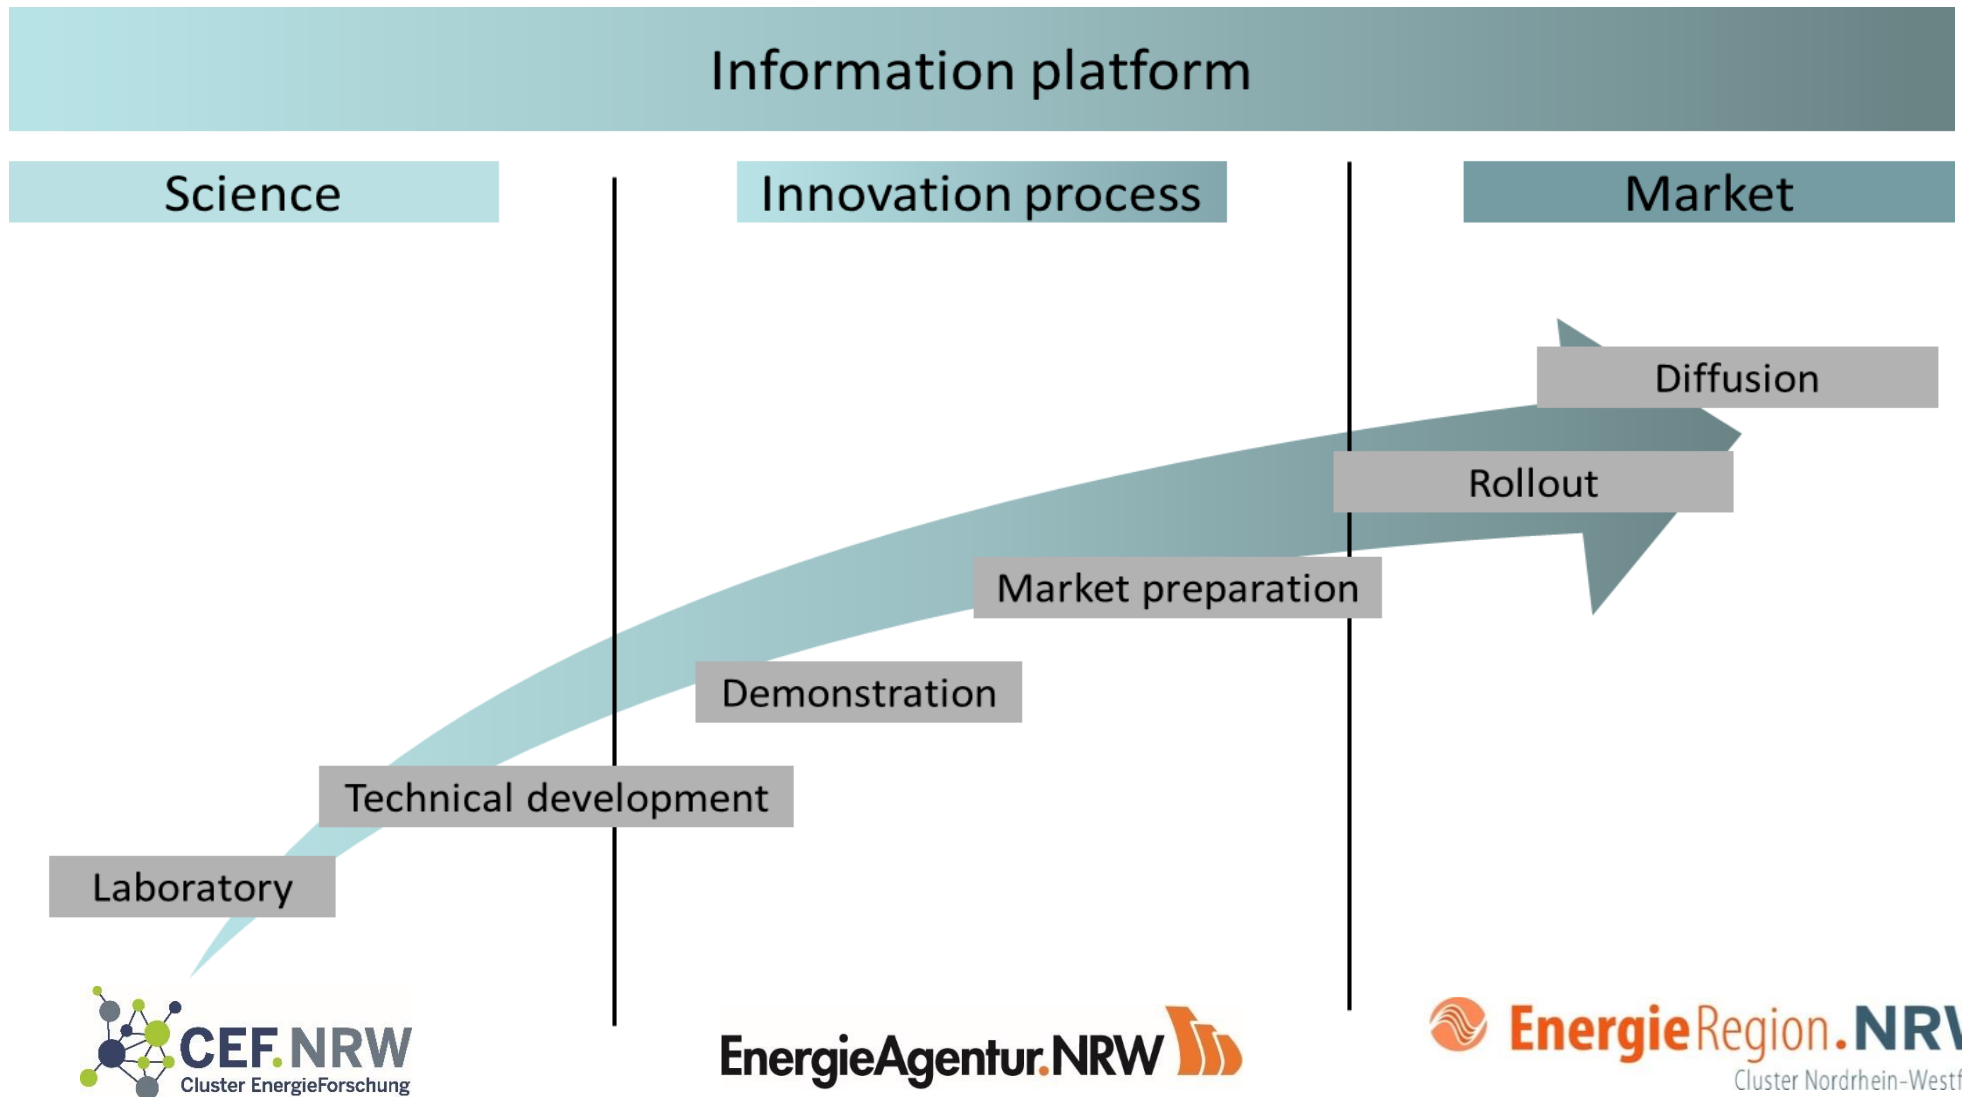 Information platform
Science
Innovation process
Market
Diffusion
Rollout
Market preparation
Demonstration
Technical development
Laboratory
CEF.NRW
Cluster EnergieForschung
EnergieAgentur.NRW
EnergieRegion.NRW
Cluster Nordrhein-Westf